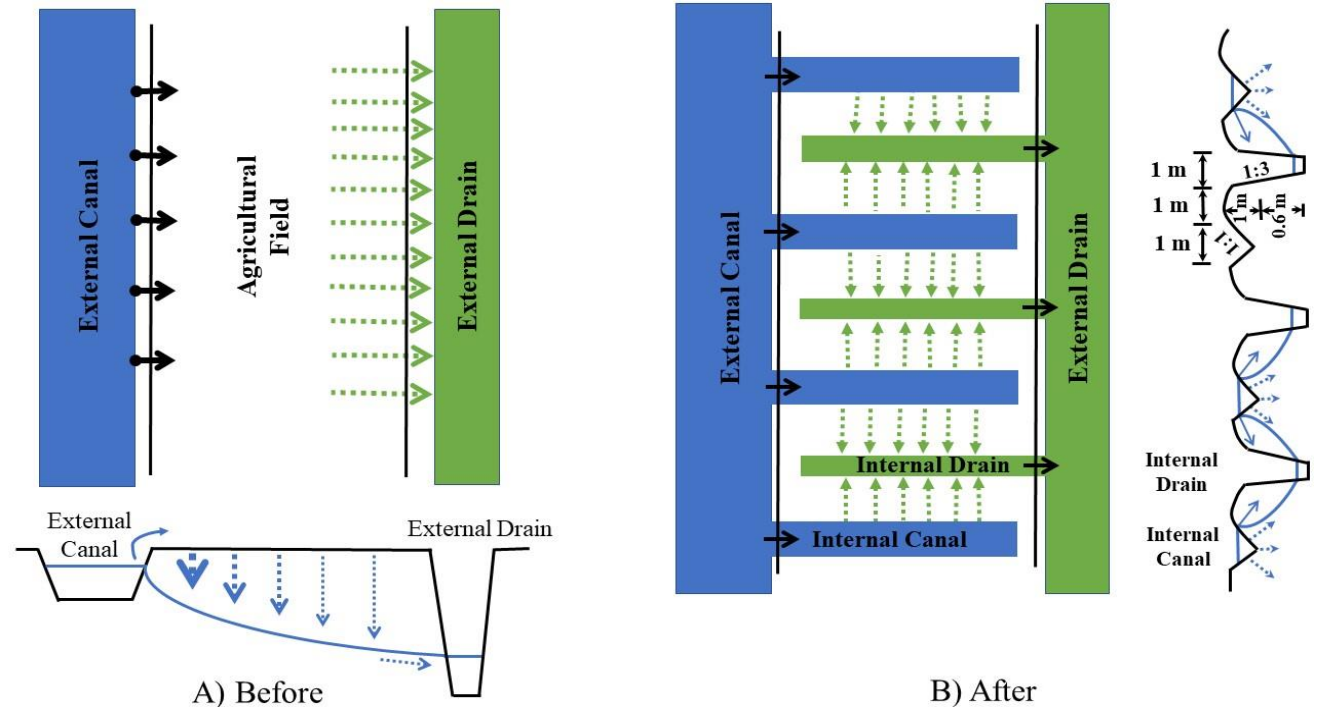 External Canal
Agricultural
Field
External Drain
External
Canal
External Drain
A) Before
External Canal
Internal Drain
Internal Canal
External Drain
1 m
1 m
1 m
1:3
1 m
0.6 m
1:1
Internal
Drain
Internal
Canal
B) After